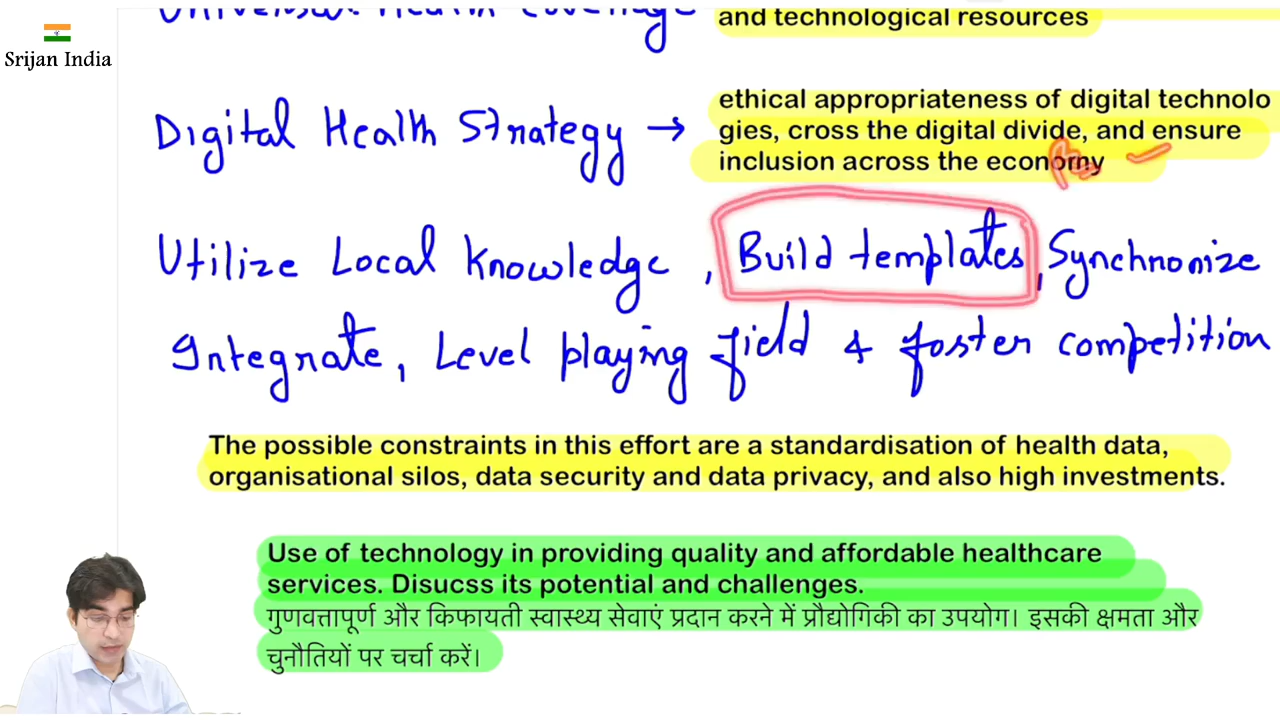 Universal Health Coverage
and technological resources
Srijan India
Digital Health Strategy →
ethical appropriateness of digital technolo
gies, cross the digital divide, and ensure
inclusion across the economy
Utilize Local Knowledge, Build templates, Synchronize
Integrate, Level playing field & foster competition
The possible constraints in this effort are a standardisation of health data,
organisational silos, data security and data privacy, and also high investments.
Use of technology in providing quality and affordable healthcare
services. Disucss its potential and challenges.
गुणवत्तापूर्ण और किफायती स्वास्थ्य सेवाएं प्रदान करने में प्रौद्योगिकी का उपयोग। इसकी क्षमता और
चुनौतियों पर चर्चा करें।